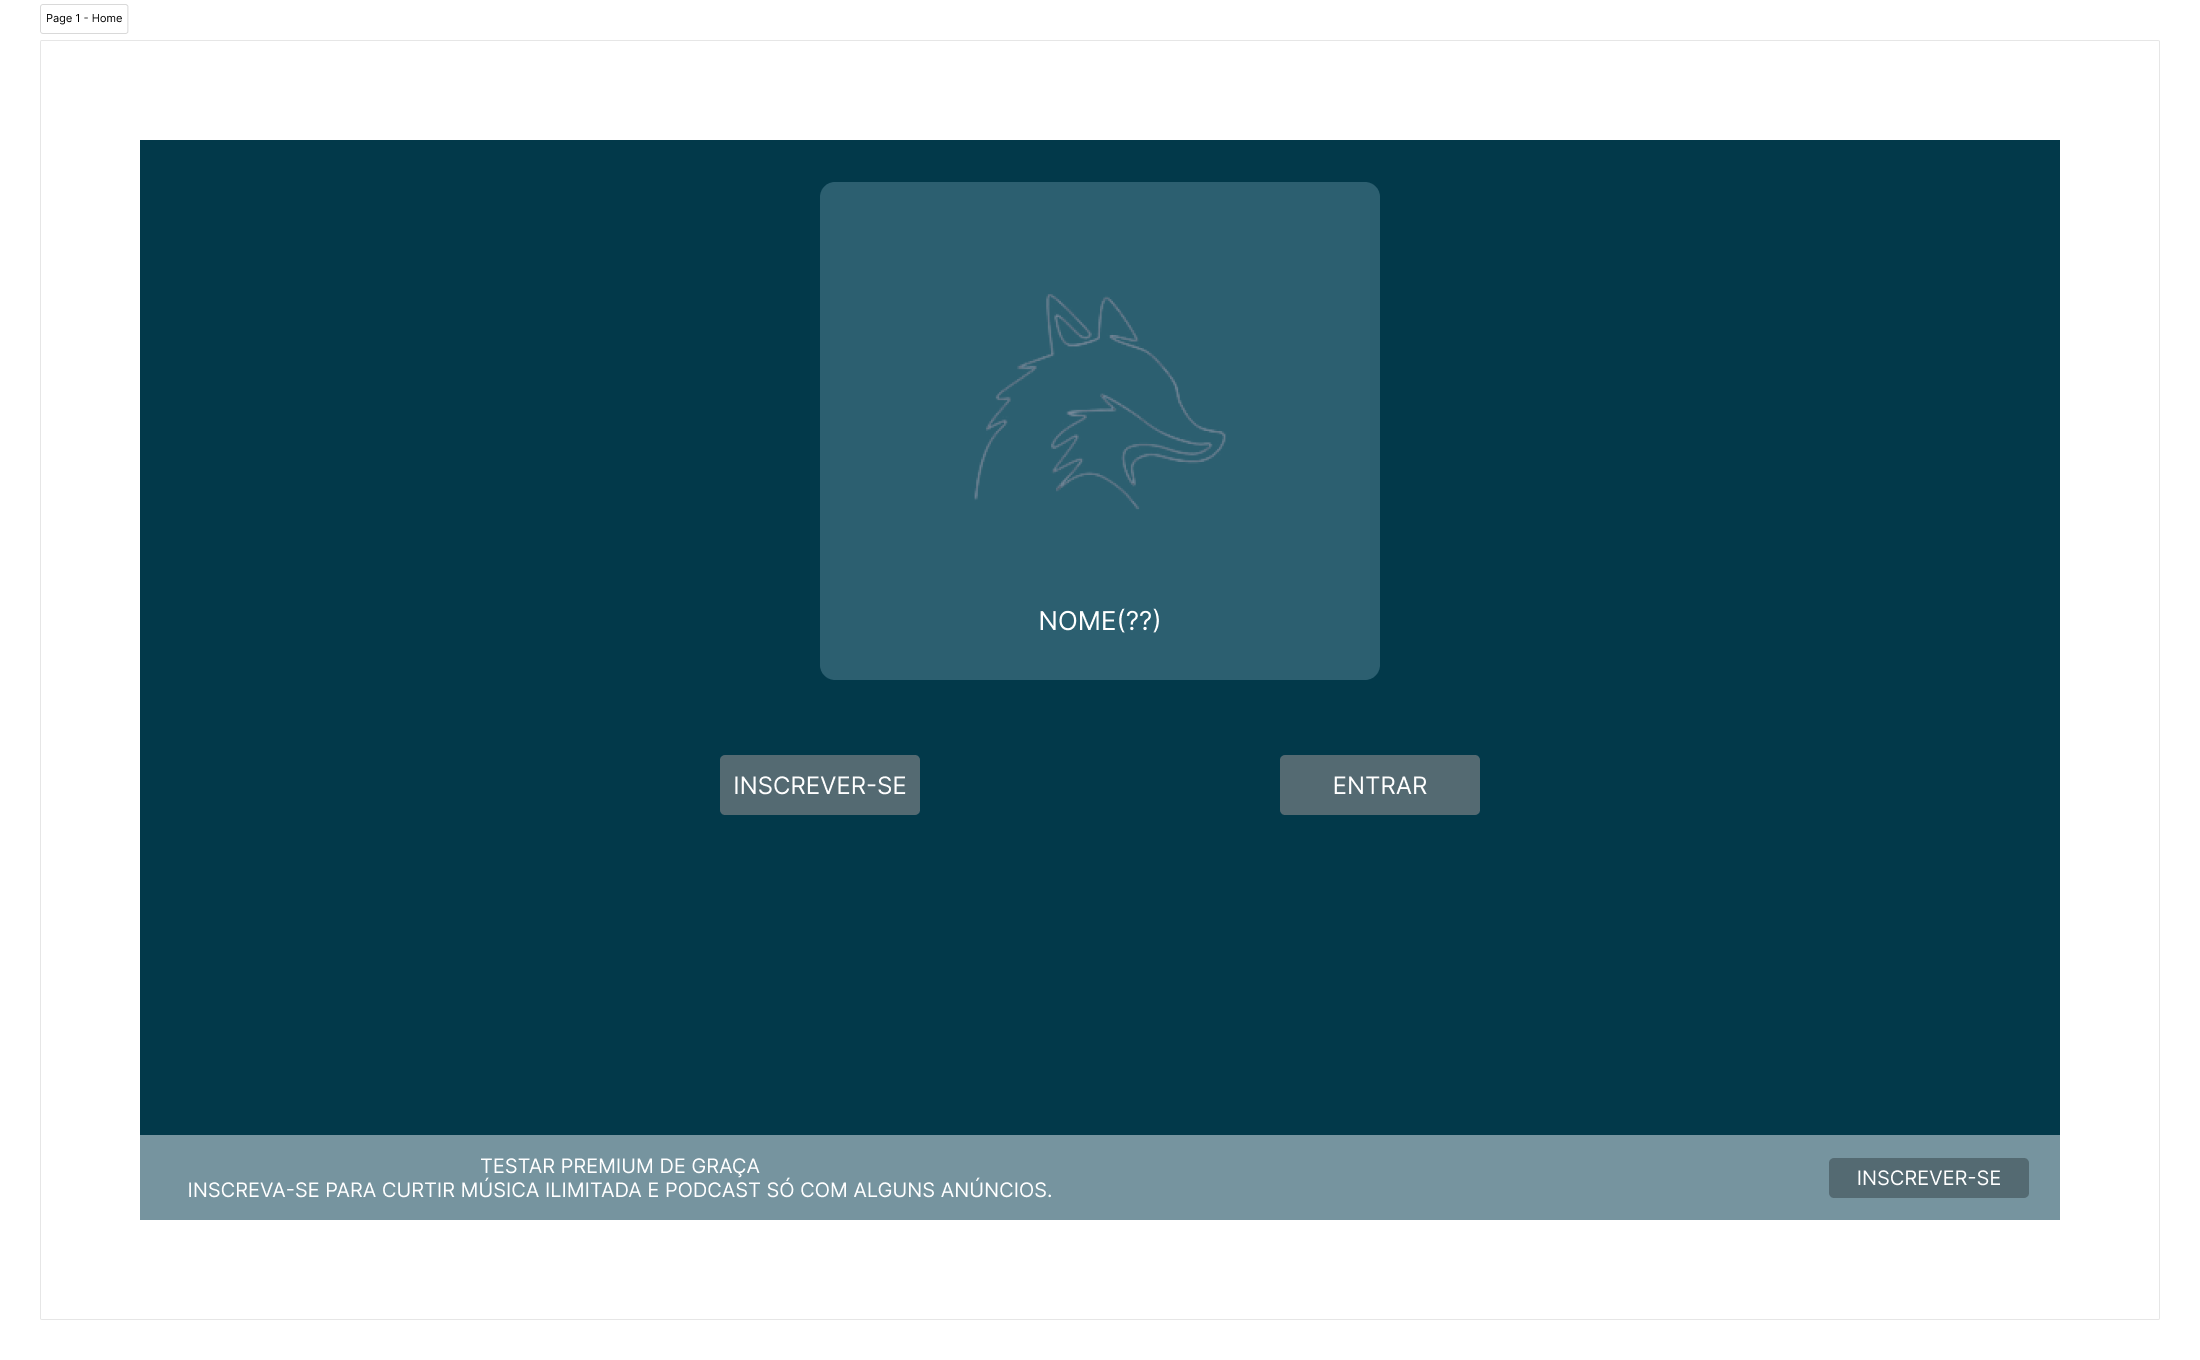 Page 1 - Home
NOME(??)
INSCREVER-SE
ENTRAR
TESTAR PREMIUM DE GRAÇA
INSCREVA-SE PARA CURTIR MÚSICA ILIMITADA E PODCAST SÓ COM ALGUNS ANÚNCIOS.
INSCREVER-SE